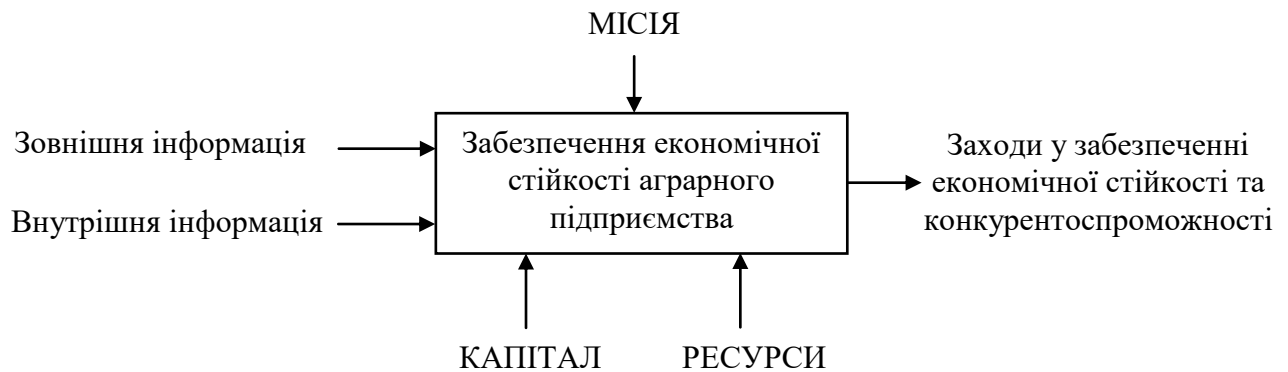 МІСІЯ
Зовнішня інформація
Внутрішня інформація
Забезпечення економічної
стійкості аграрного
підприємства
Заходи у забезпеченні
економічної стійкості та
конкурентоспроможності
КАПІТАЛ
РЕСУРСИ